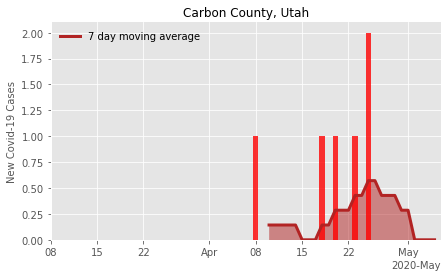 Carbon County, Utah
7 day moving average
New Covid-19 Cases
2.00
1.75
1.50
1.25
1.00
0.75
0.50
0.25
0.00
08 15 22 Apr 08 15 22 May
2020-May